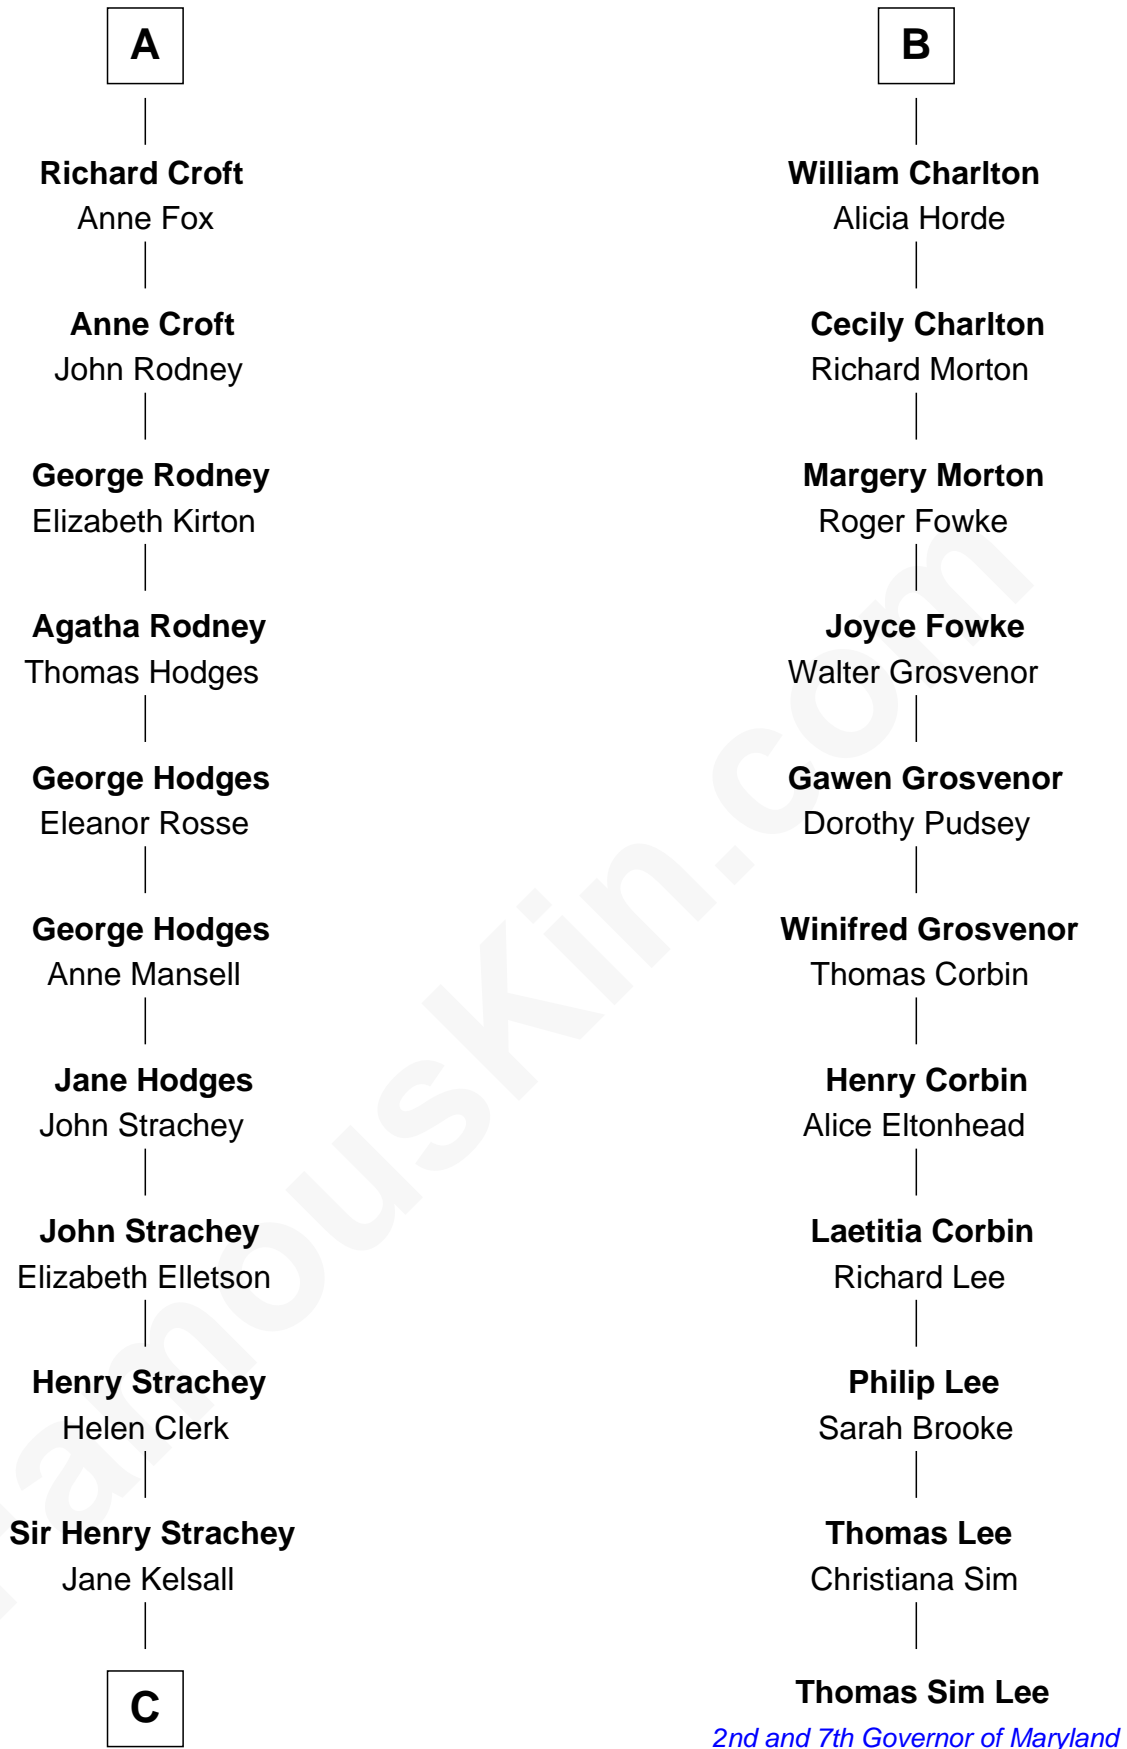 A
Richard Croft
Anne Fox
Anne Croft
John Rodney
George Rodney
Elizabeth Kirton
Agatha Rodney
Thomas Hodges
George Hodges
Eleanor Rosse
George Hodges
Anne Mansell
Jane Hodges
John Strachey
John Strachey
Elizabeth Elletson
Henry Strachey
Helen Clerk
Sir Henry Strachey
Jane Kelsall
C
B
William Charlton
Alicia Horde
Cecily Charlton
Richard Morton
Margery Morton
Roger Fowke
Joyce Fowke
Walter Grosvenor
Gawen Grosvenor
Dorothy Pudsey
Winifred Grosvenor
Thomas Corbin
Henry Corbin
Alice Eltonhead
Laetitia Corbin
Richard Lee
Philip Lee
Sarah Brooke
Thomas Lee
Christiana Sim
Thomas Sim Lee
2nd and 7th Governor of Maryland
FamousKin.com